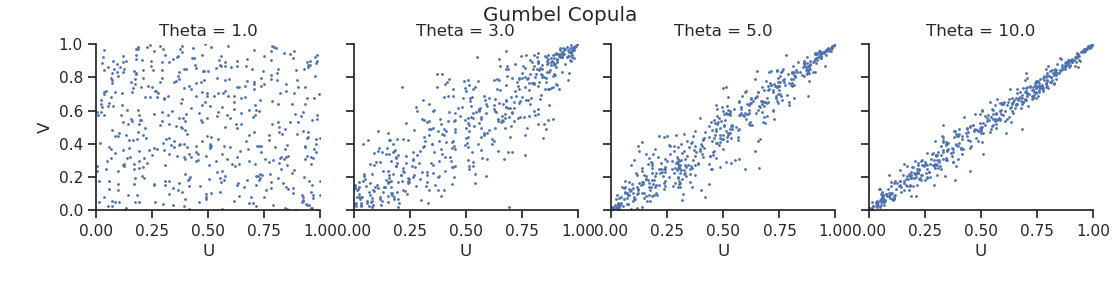 Gumbel Copula
Theta = 1.0
Theta = 3.0
Theta = 5.0
Theta = 10.0
1.0
0.8
0.6
0.4
0.2
0.0
V
0.00 0.25 0.50 0.75 1.00
0.00 0.25 0.50 0.75 1.00
0.00 0.25 0.50 0.75 1.00
0.00 0.25 0.50 0.75 1.00
U
U
U
U